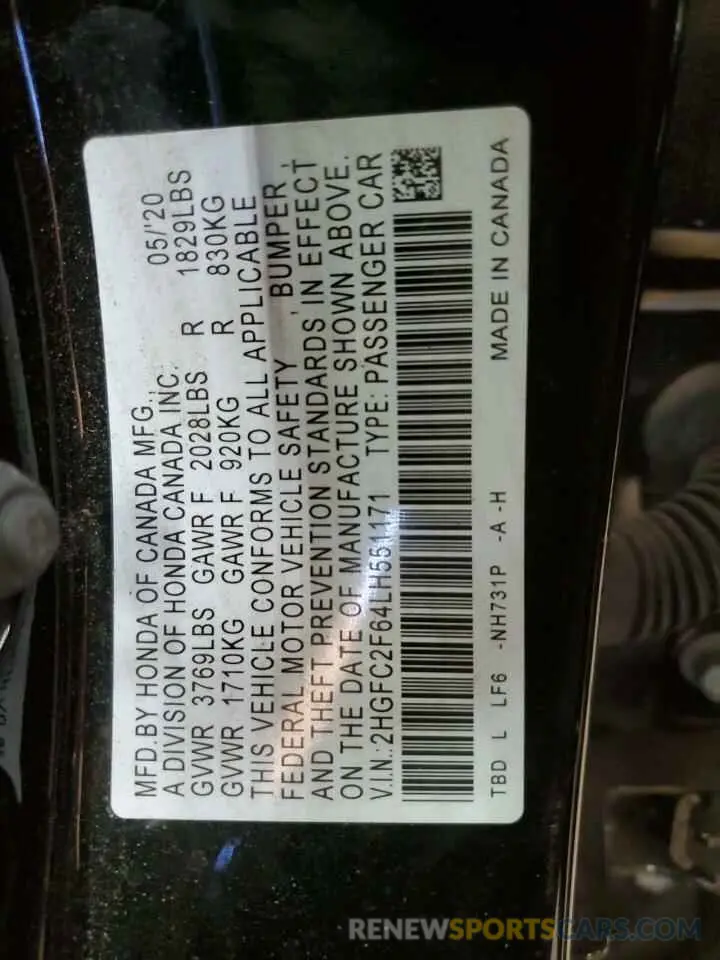 MFD.BY HONDA OF CANADA MFG.,
A DIVISION OF HONDA CANADA INC. 05/'20
GVWR 3769LBS GAWR F 2028LBS R 1829LBS
GVWR 1710KG GAWR F 920KG R 830KG
THIS VEHICLE CONFORMS TO ALL APPLICABLE
FEDERAL MOTOR VEHICLE SAFETY , BUMPER ,
AND THEFT PREVENTION STANDARDS IN EFFECT
ON THE DATE OF MANUFACTURE SHOWN ABOVE.
V.I.N.:2HGFC2F64LH551171 TYPE: PASSENGER CAR
TBD L LF6 -NH731P -A -H MADE IN CANADA
RENEWSPORTSCARS.COM